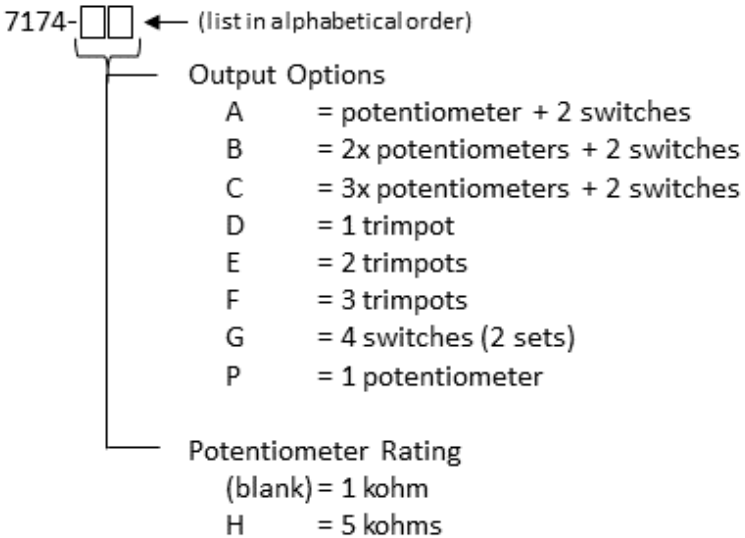 7174-□□ (list in alphabetical order)
Output Options
A = potentiometer + 2 switches
B = 2x potentiometers + 2 switches
C = 3x potentiometers + 2 switches
D = 1 trimpot
E = 2 trimpots
F = 3 trimpots
G = 4 switches (2 sets)
P = 1 potentiometer
Potentiometer Rating
(blank) = 1 kohm
H = 5 kohms